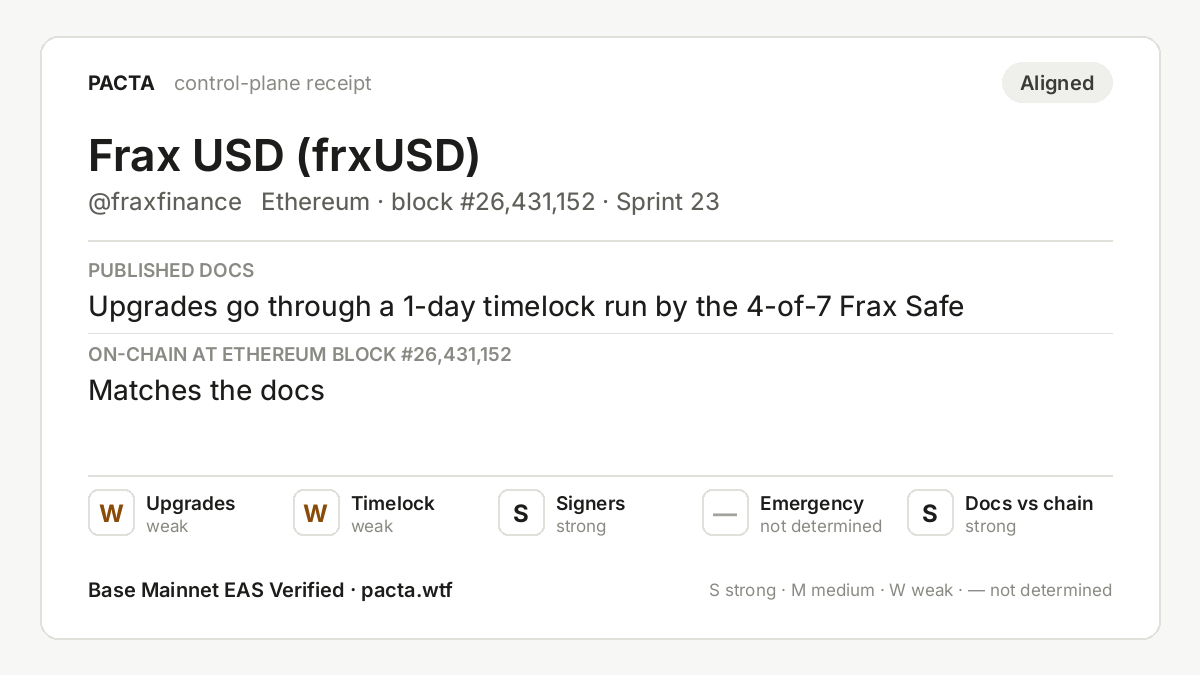 PACTA control-plane receipt Aligned
Frax USD (frxUSD)
@fraxfinance Ethereum · block #26,431,152 · Sprint 23
PUBLISHED DOCS
Upgrades go through a 1-day timelock run by the 4-of-7 Frax Safe
ON-CHAIN AT ETHEREUM BLOCK #26,431,152
Matches the docs
W Upgrades weak
W Timelock weak
S Signers strong
— Emergency not determined
S Docs vs chain strong
Base Mainnet EAS Verified · pacta.wtf
S strong · M medium · W weak · — not determined